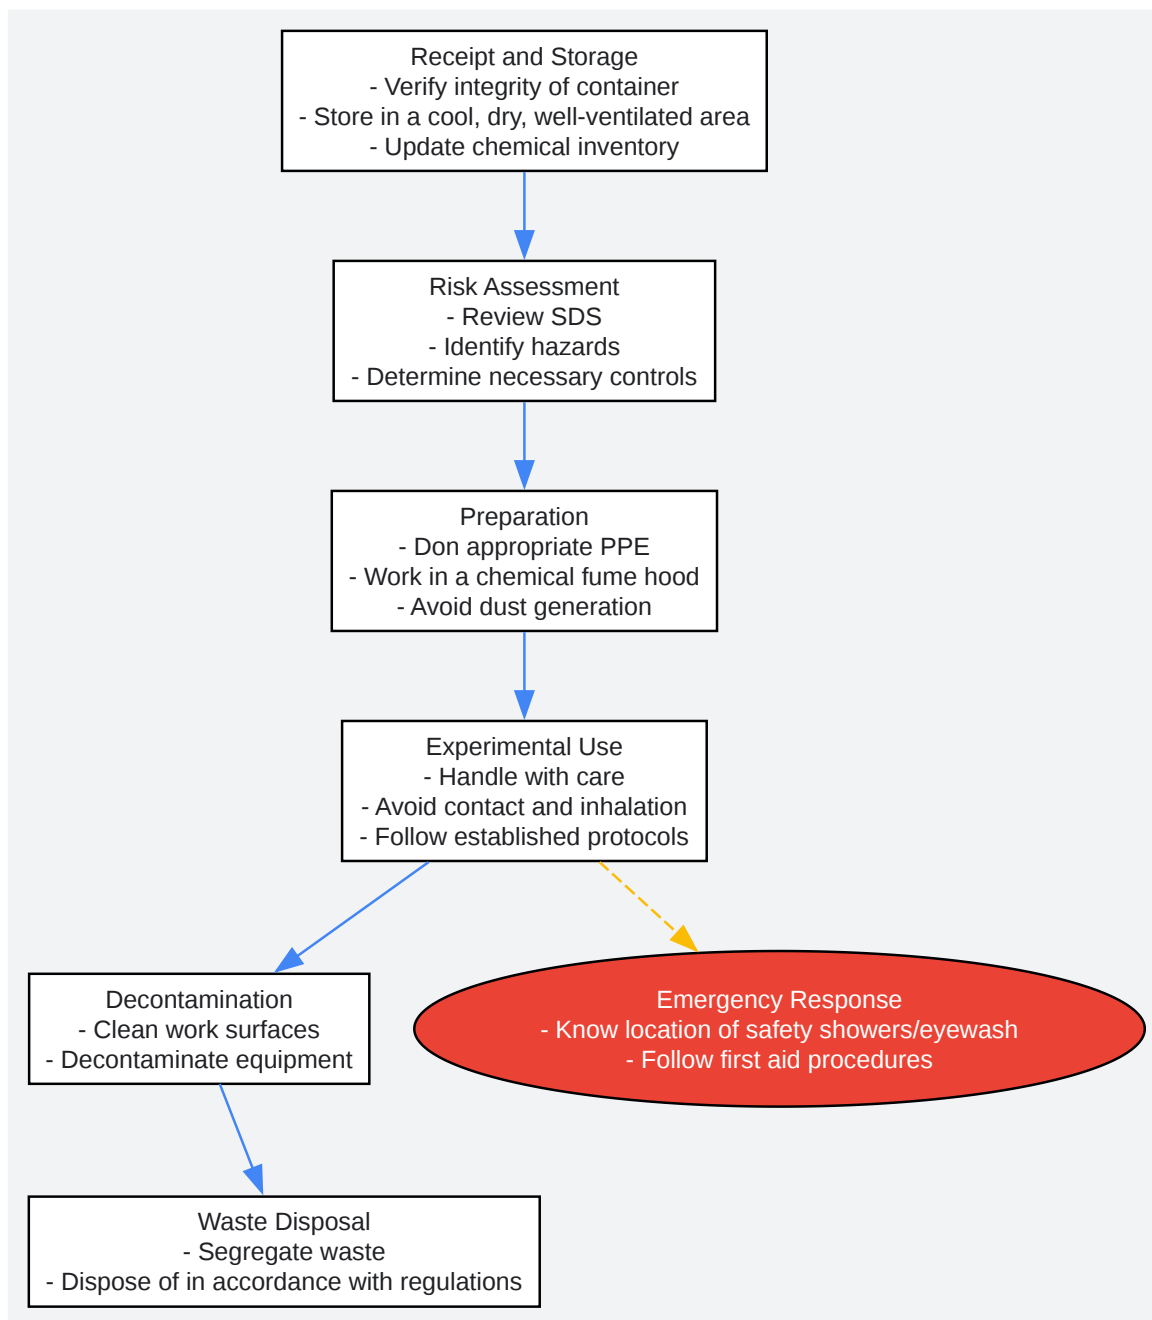 Receipt and Storage
- Verify integrity of container
- Store in a cool, dry, well-ventilated area
- Update chemical inventory
Risk Assessment
- Review SDS
- Identify hazards
- Determine necessary controls
Preparation
- Don appropriate PPE
- Work in a chemical fume hood
- Avoid dust generation
Experimental Use
- Handle with care
- Avoid contact and inhalation
- Follow established protocols
Decontamination
- Clean work surfaces
- Decontaminate equipment
Emergency Response
- Know location of safety showers/eyewash
- Follow first aid procedures
Waste Disposal
- Segregate waste
- Dispose of in accordance with regulations